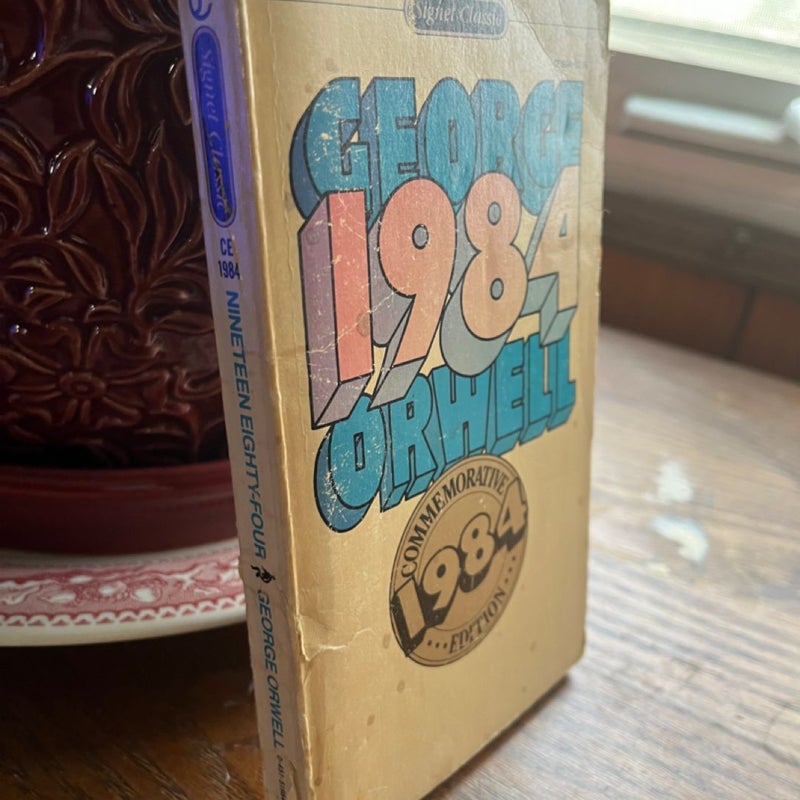 Signet Classic
GEORGE
1984
ORWELL
COMMEMORATIVE
1984
EDITION
Signet Classic
CE
1984
NINETEEN EIGHTY-FOUR
GEORGE ORWELL